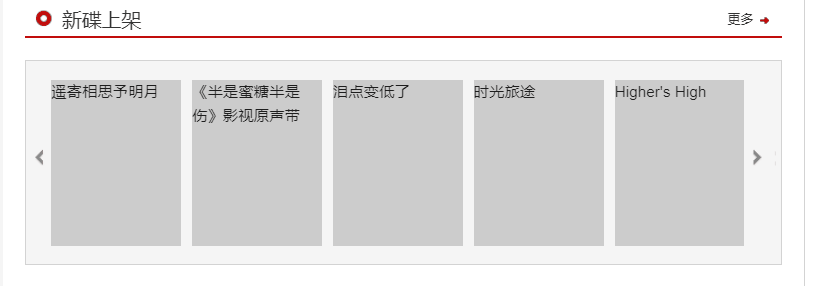 新碟上架
更多
遥寄相思予明月
《半是蜜糖半是
伤》影视原声带
泪点变低了
时光旅途
Higher's High